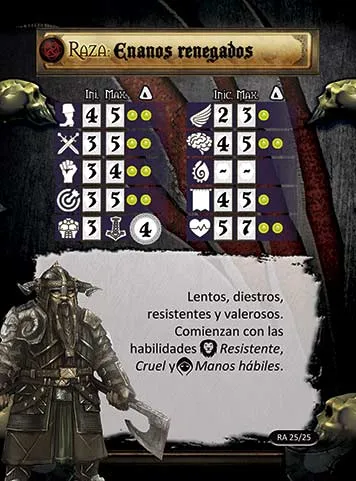 RAZA: Enanos renegados
INI. MAX.
INIC. MAX.
4 5
2 3
3 5
4 5
3 4
- -
3 5
4 5
3 4
5 7
Lentos, diestros,
resistentes y valerosos.
Comienzan con las
habilidades Resistente,
Cruel y Manos hábiles.
RA 25/25